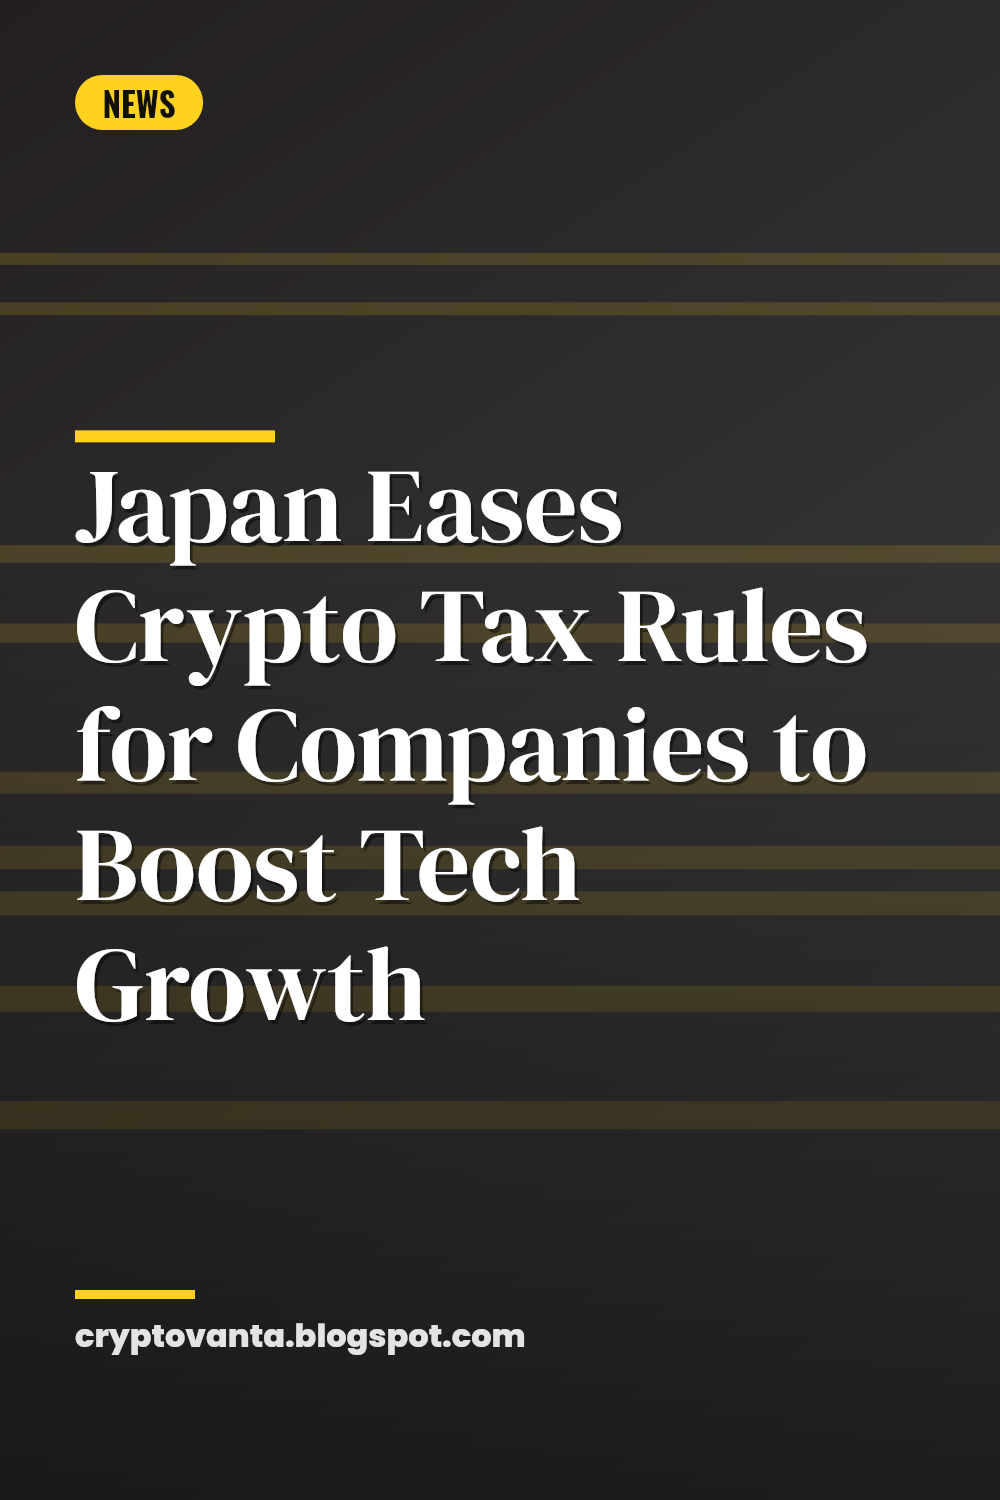 NEWS
Japan Eases
Crypto Tax Rules
for Companies to
Boost Tech
Growth
cryptovanta.blogspot.com